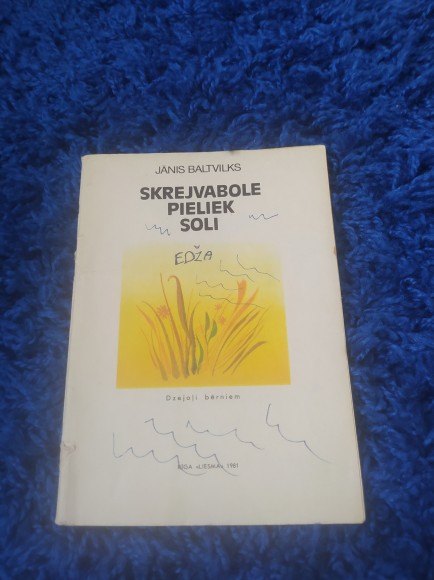 JĀNIS BALTVILKS
SKREJVABOLE
PIELIEK
SOLI
EDŽA
Dzejoļi bērniem
RĪGA «LIESMA» 1981